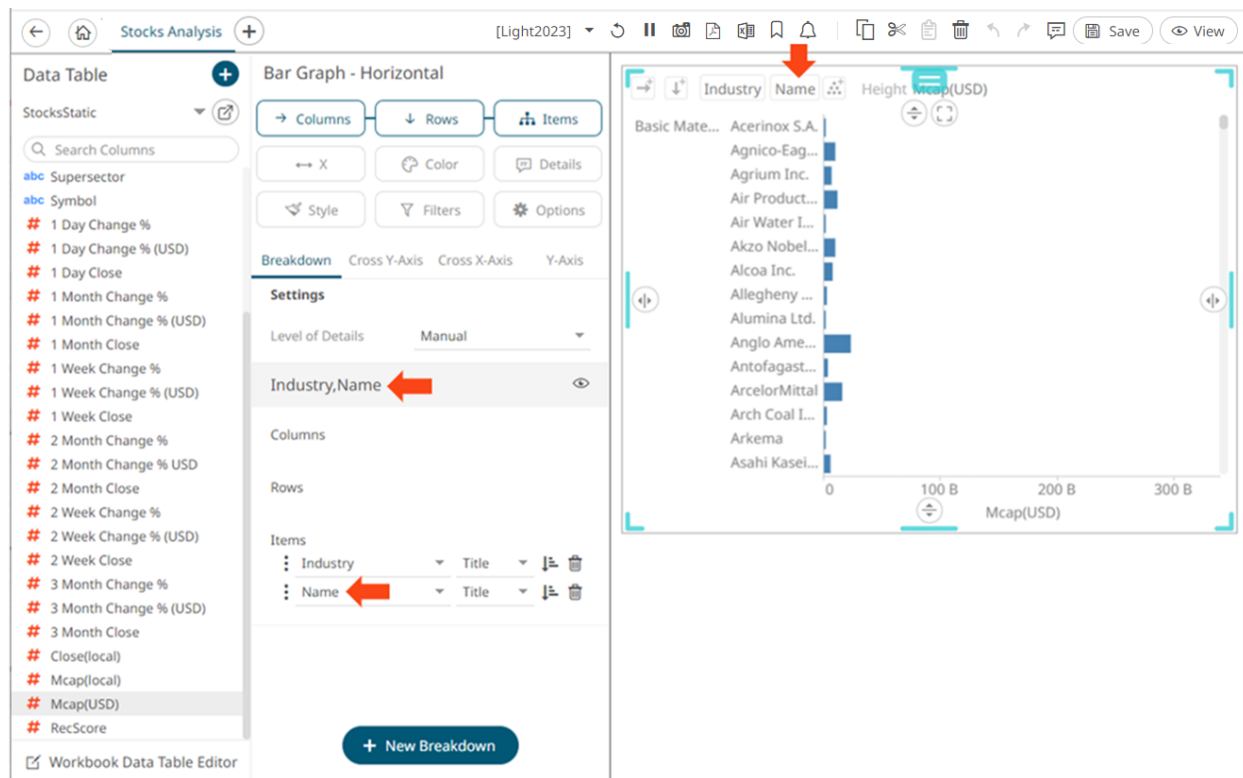 Stocks Analysis
[Light2023]
Save
View
Data Table
StocksStatic
Search Columns
abc Supersector
abc Symbol
# 1 Day Change %
# 1 Day Change % (USD)
# 1 Day Close
# 1 Month Change %
# 1 Month Change % (USD)
# 1 Month Close
# 1 Week Change %
# 1 Week Change % (USD)
# 1 Week Close
# 2 Month Change %
# 2 Month Change % USD
# 2 Month Close
# 2 Week Change %
# 2 Week Change % (USD)
# 2 Week Close
# 3 Month Change %
# 3 Month Change % (USD)
# 3 Month Close
# Close(local)
# Mcap(local)
# Mcap(USD)
# RecScore
Workbook Data Table Editor
Bar Graph - Horizontal
Columns
Rows
Items
X
Color
Details
Style
Filters
Options
Breakdown
Cross Y-Axis
Cross X-Axis
Y-Axis
Settings
Level of Details
Manual
Industry,Name
Columns
Rows
Items
Industry
Title
Name
Title
+ New Breakdown
Industry
Name
Height Mcap(USD)
Basic Mate...
Acerinox S.A.
Agnico-Eag...
Agrium Inc.
Air Product...
Air Water I...
Akzo Nobel...
Alcoa Inc.
Allegheny ...
Alumina Ltd.
Anglo Ame...
Antofagast...
ArcelorMittal
Arch Coal I...
Arkema
Asahi Kasei...
0
100 B
200 B
300 B
Mcap(USD)